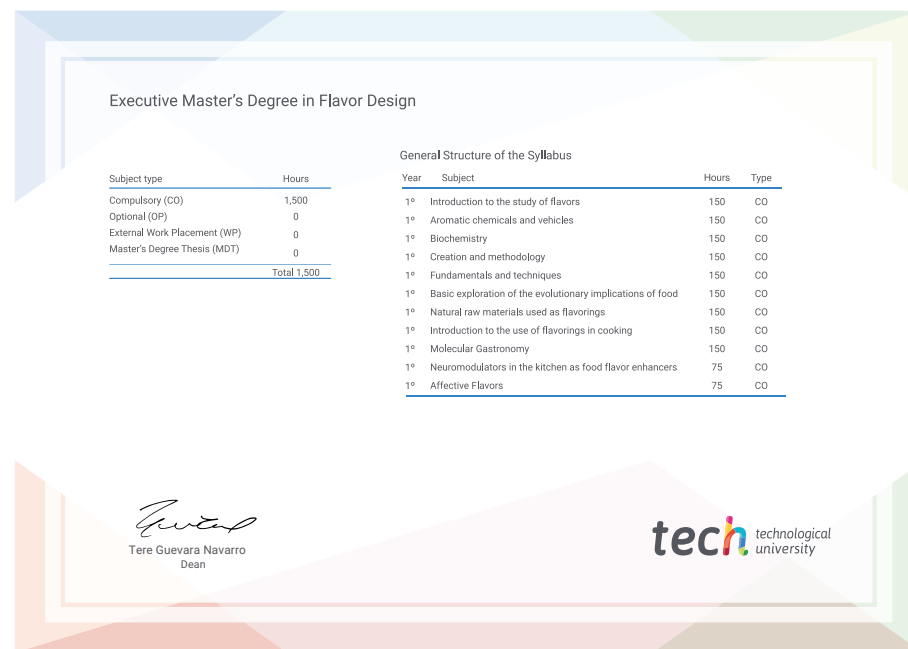 Executive Master's Degree in Flavor Design
Subject type Hours
Compulsory (CO) 1,500
Optional (OP) 0
External Work Placement (WP) 0
Master's Degree Thesis (MDT) 0
Total 1,500
General Structure of the Syllabus
Year Subject Hours Type
1º Introduction to the study of flavors 150 CO
1º Aromatic chemicals and vehicles 150 CO
1º Biochemistry 150 CO
1º Creation and methodology 150 CO
1º Fundamentals and techniques 150 CO
1º Basic exploration of the evolutionary implications of food 150 CO
1º Natural raw materials used as flavorings 150 CO
1º Introduction to the use of flavorings in cooking 150 CO
1º Molecular Gastronomy 150 CO
1º Neuromodulators in the kitchen as food flavor enhancers 75 CO
1º Affective Flavors 75 CO
Tere Guevara Navarro
Dean
tech technological
university